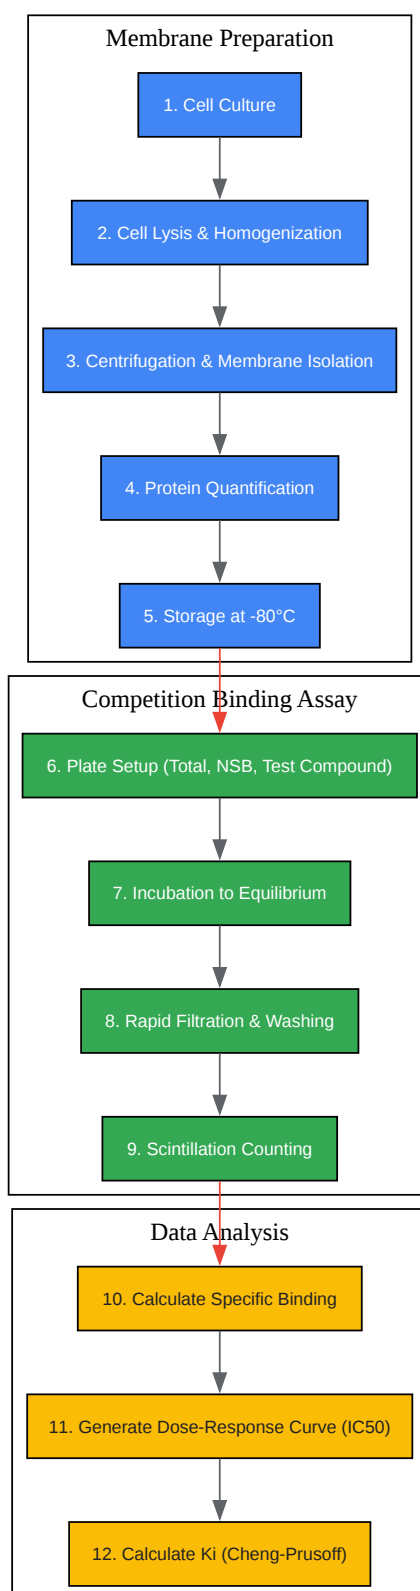 Membrane Preparation
1. Cell Culture
2. Cell Lysis & Homogenization
3. Centrifugation & Membrane Isolation
4. Protein Quantification
5. Storage at -80°C
Competition Binding Assay
6. Plate Setup (Total, NSB, Test Compound)
7. Incubation to Equilibrium
8. Rapid Filtration & Washing
9. Scintillation Counting
Data Analysis
10. Calculate Specific Binding
11. Generate Dose-Response Curve (IC50)
12. Calculate Ki (Cheng-Prusoff)